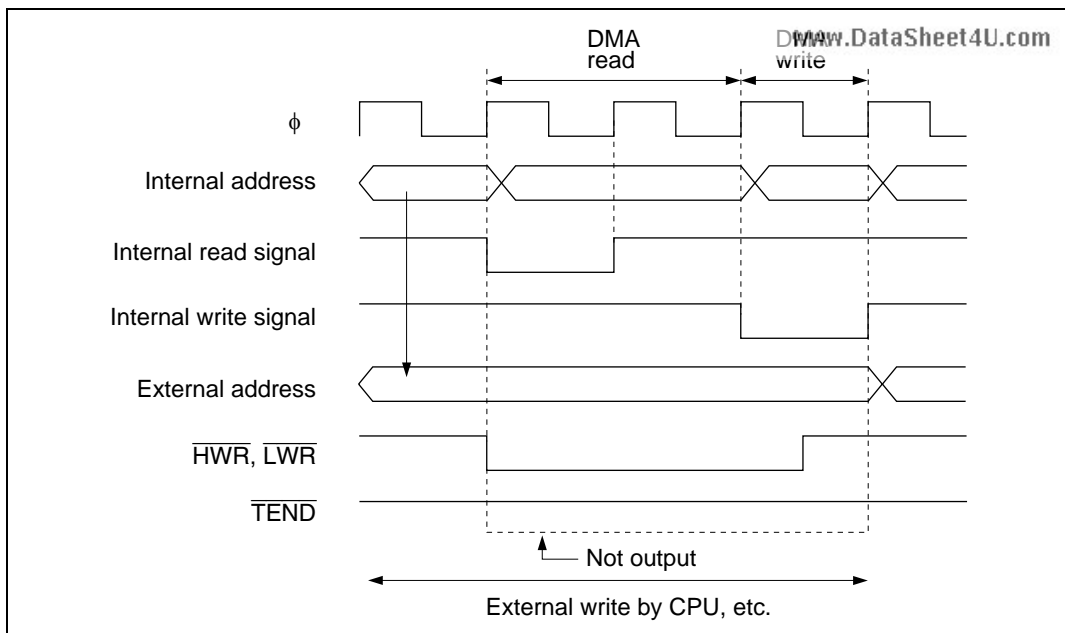 DMA
read
DMA
write
www.DataSheet4U.com
ϕ
Internal address
Internal read signal
Internal write signal
External address
HWR, LWR
TEND
Not output
External write by CPU, etc.